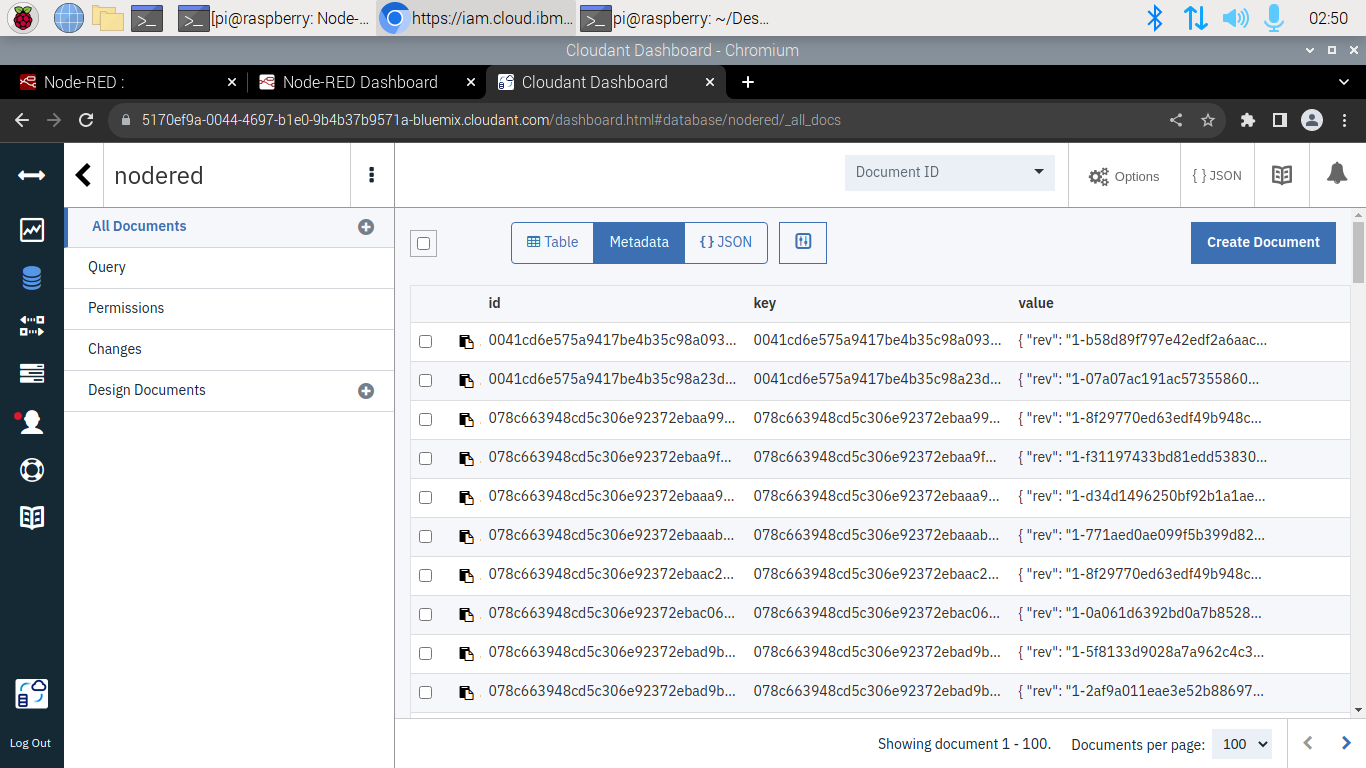 [pi@raspberry: Node-... https://iam.cloud.ibm... pi@raspberry: ~/Des... 02:50
Cloudant Dashboard - Chromium
Node-RED : Node-RED Dashboard Cloudant Dashboard
5170ef9a-0044-4697-b1e0-9b4b37b9571a-bluemix.cloudant.com/dashboard.html#database/nodered/_all_docs
nodered Document ID Options { } JSON
All Documents
Query
Permissions
Changes
Design Documents
Table Metadata { } JSON Create Document
id key value
0041cd6e575a9417be4b35c98a093... 0041cd6e575a9417be4b35c98a093... { "rev": "1-b58d89f797e42edf2a6aac...
0041cd6e575a9417be4b35c98a23d... 0041cd6e575a9417be4b35c98a23d... { "rev": "1-07a07ac191ac57355860...
078c663948cd5c306e92372ebaa99... 078c663948cd5c306e92372ebaa99... { "rev": "1-8f29770ed63edf49b948c...
078c663948cd5c306e92372ebaa9f... 078c663948cd5c306e92372ebaa9f... { "rev": "1-f31197433bd81edd53830...
078c663948cd5c306e92372ebaaa9... 078c663948cd5c306e92372ebaaa9... { "rev": "1-d34d1496250bf92b1a1ae...
078c663948cd5c306e92372ebaaab... 078c663948cd5c306e92372ebaaab... { "rev": "1-771aed0ae099f5b399d82...
078c663948cd5c306e92372ebaac2... 078c663948cd5c306e92372ebaac2... { "rev": "1-8f29770ed63edf49b948c...
078c663948cd5c306e92372ebac06... 078c663948cd5c306e92372ebac06... { "rev": "1-0a061d6392bd0a7b8528...
078c663948cd5c306e92372ebad9b... 078c663948cd5c306e92372ebad9b... { "rev": "1-5f8133d9028a7a962c4c3...
078c663948cd5c306e92372ebad9b... 078c663948cd5c306e92372ebad9b... { "rev": "1-2af9a011eae3e52b88697...
Log Out
Showing document 1 - 100. Documents per page: 100